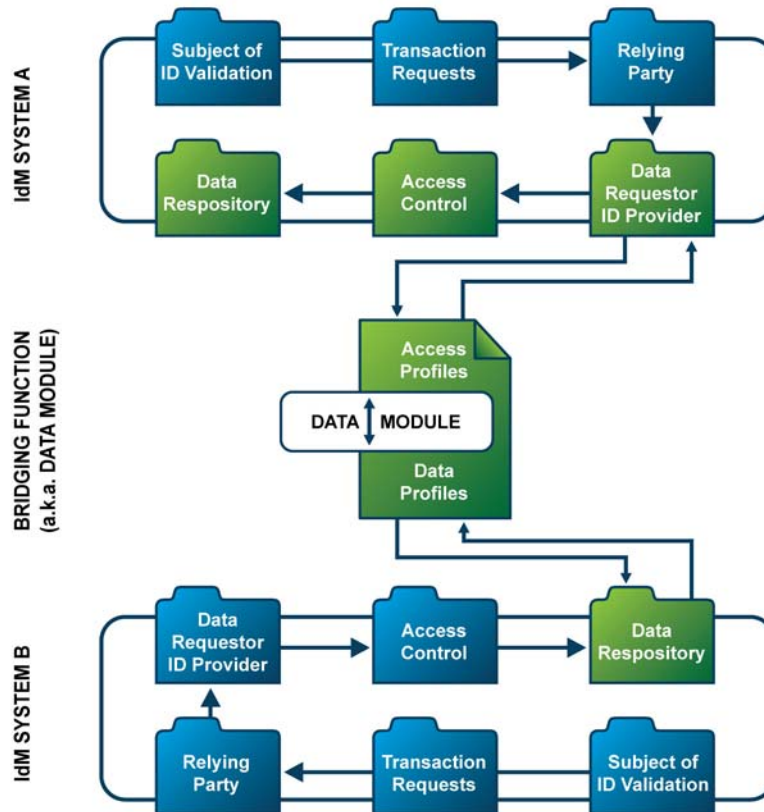 IdM SYSTEM A
Subject of
ID Validation
Transaction
Requests
Relying
Party
Data
Respository
Access
Control
Data
Requestor
ID Provider
BRIDGING FUNCTION
(a.k.a. DATA MODULE)
Access
Profiles
DATA MODULE
Data
Profiles
IdM SYSTEM B
Data
Requestor
ID Provider
Access
Control
Data
Respository
Relying
Party
Transaction
Requests
Subject of
ID Validation